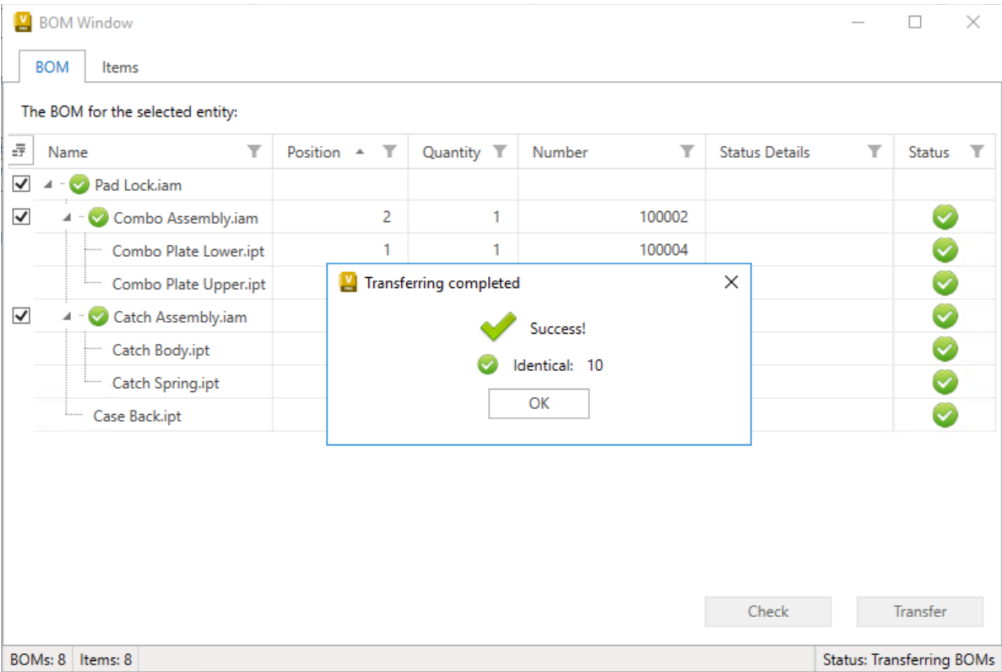 BOM Window
BOM Items
The BOM for the selected entity:
Name Position Quantity Number Status Details Status
Pad Lock.iam
Combo Assembly.iam 2 1 100002
Combo Plate Lower.ipt 1 1 100004
Combo Plate Upper.ipt
Transferring completed
Catch Assembly.iam
Success!
Catch Body.ipt
Identical: 10
Catch Spring.ipt
OK
Case Back.ipt
Check Transfer
BOMs: 8 Items: 8 Status: Transferring BOMs